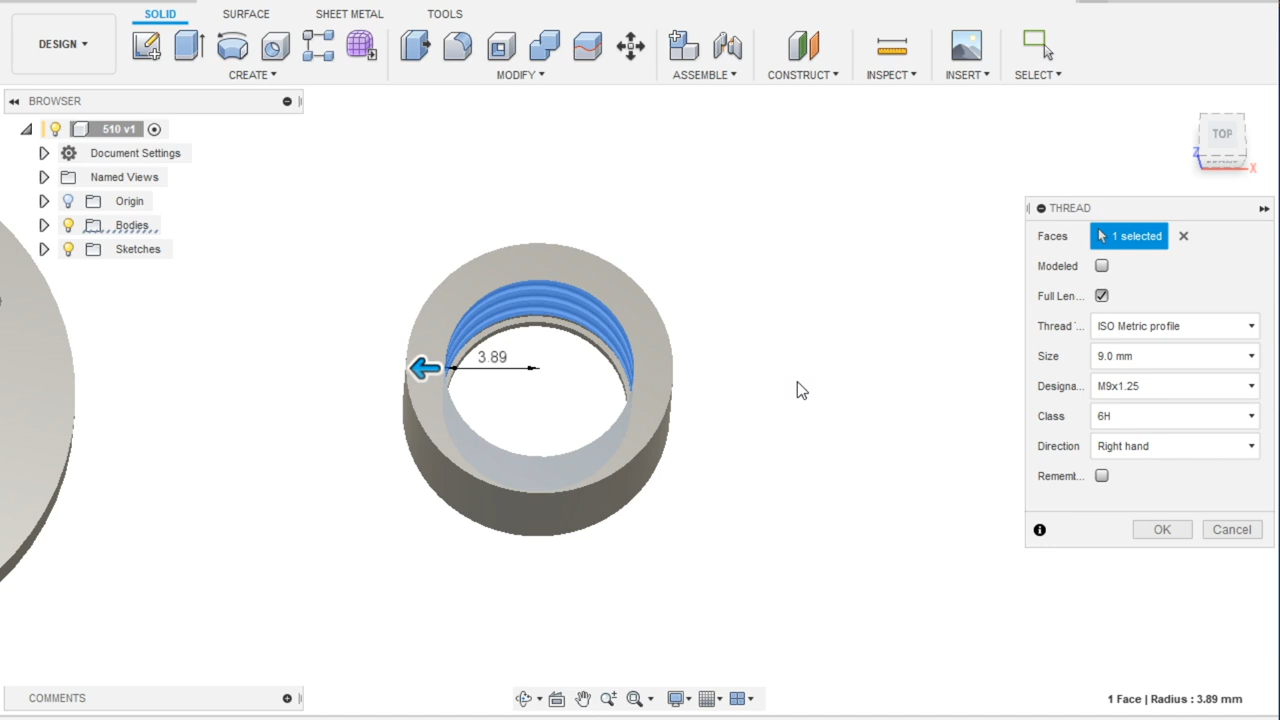 SOLID SURFACE SHEET METAL TOOLS
DESIGN
CREATE MODIFY ASSEMBLE CONSTRUCT INSPECT INSERT SELECT
BROWSER
510 v1
Document Settings
Named Views
Origin
Bodies
Sketches
TOP
Z
X
3.89
THREAD
Faces 1 selected
Modeled
Full Len...
Thread ... ISO Metric profile
Size 9.0 mm
Designa... M9x1.25
Class 6H
Direction Right hand
Rememt...
OK Cancel
COMMENTS
1 Face | Radius : 3.89 mm